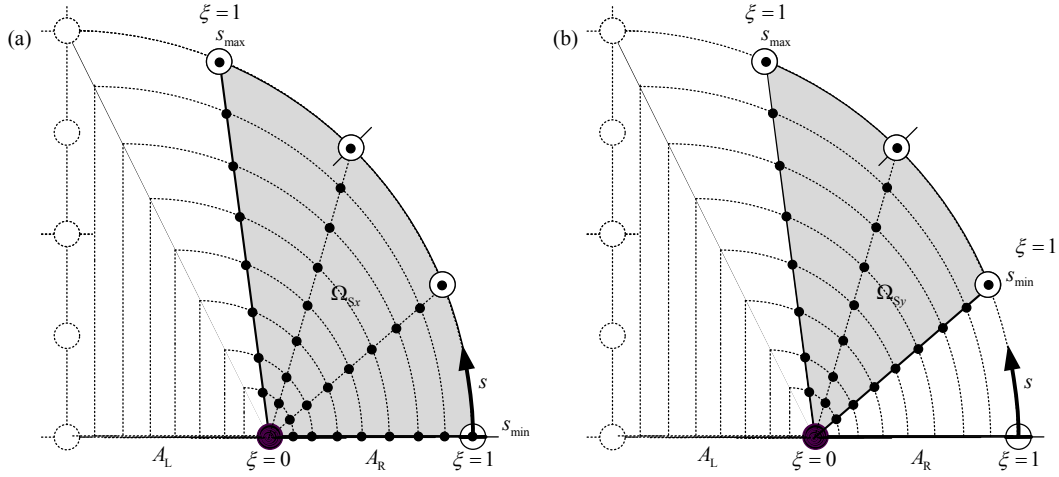 (a)
ξ = 1
s_max
Ω_Sx
s
s_min
A_L
ξ = 0
A_R
ξ = 1
(b)
ξ = 1
s_max
ξ = 1
s_min
Ω_Sy
s
A_L
ξ = 0
A_R
ξ = 1